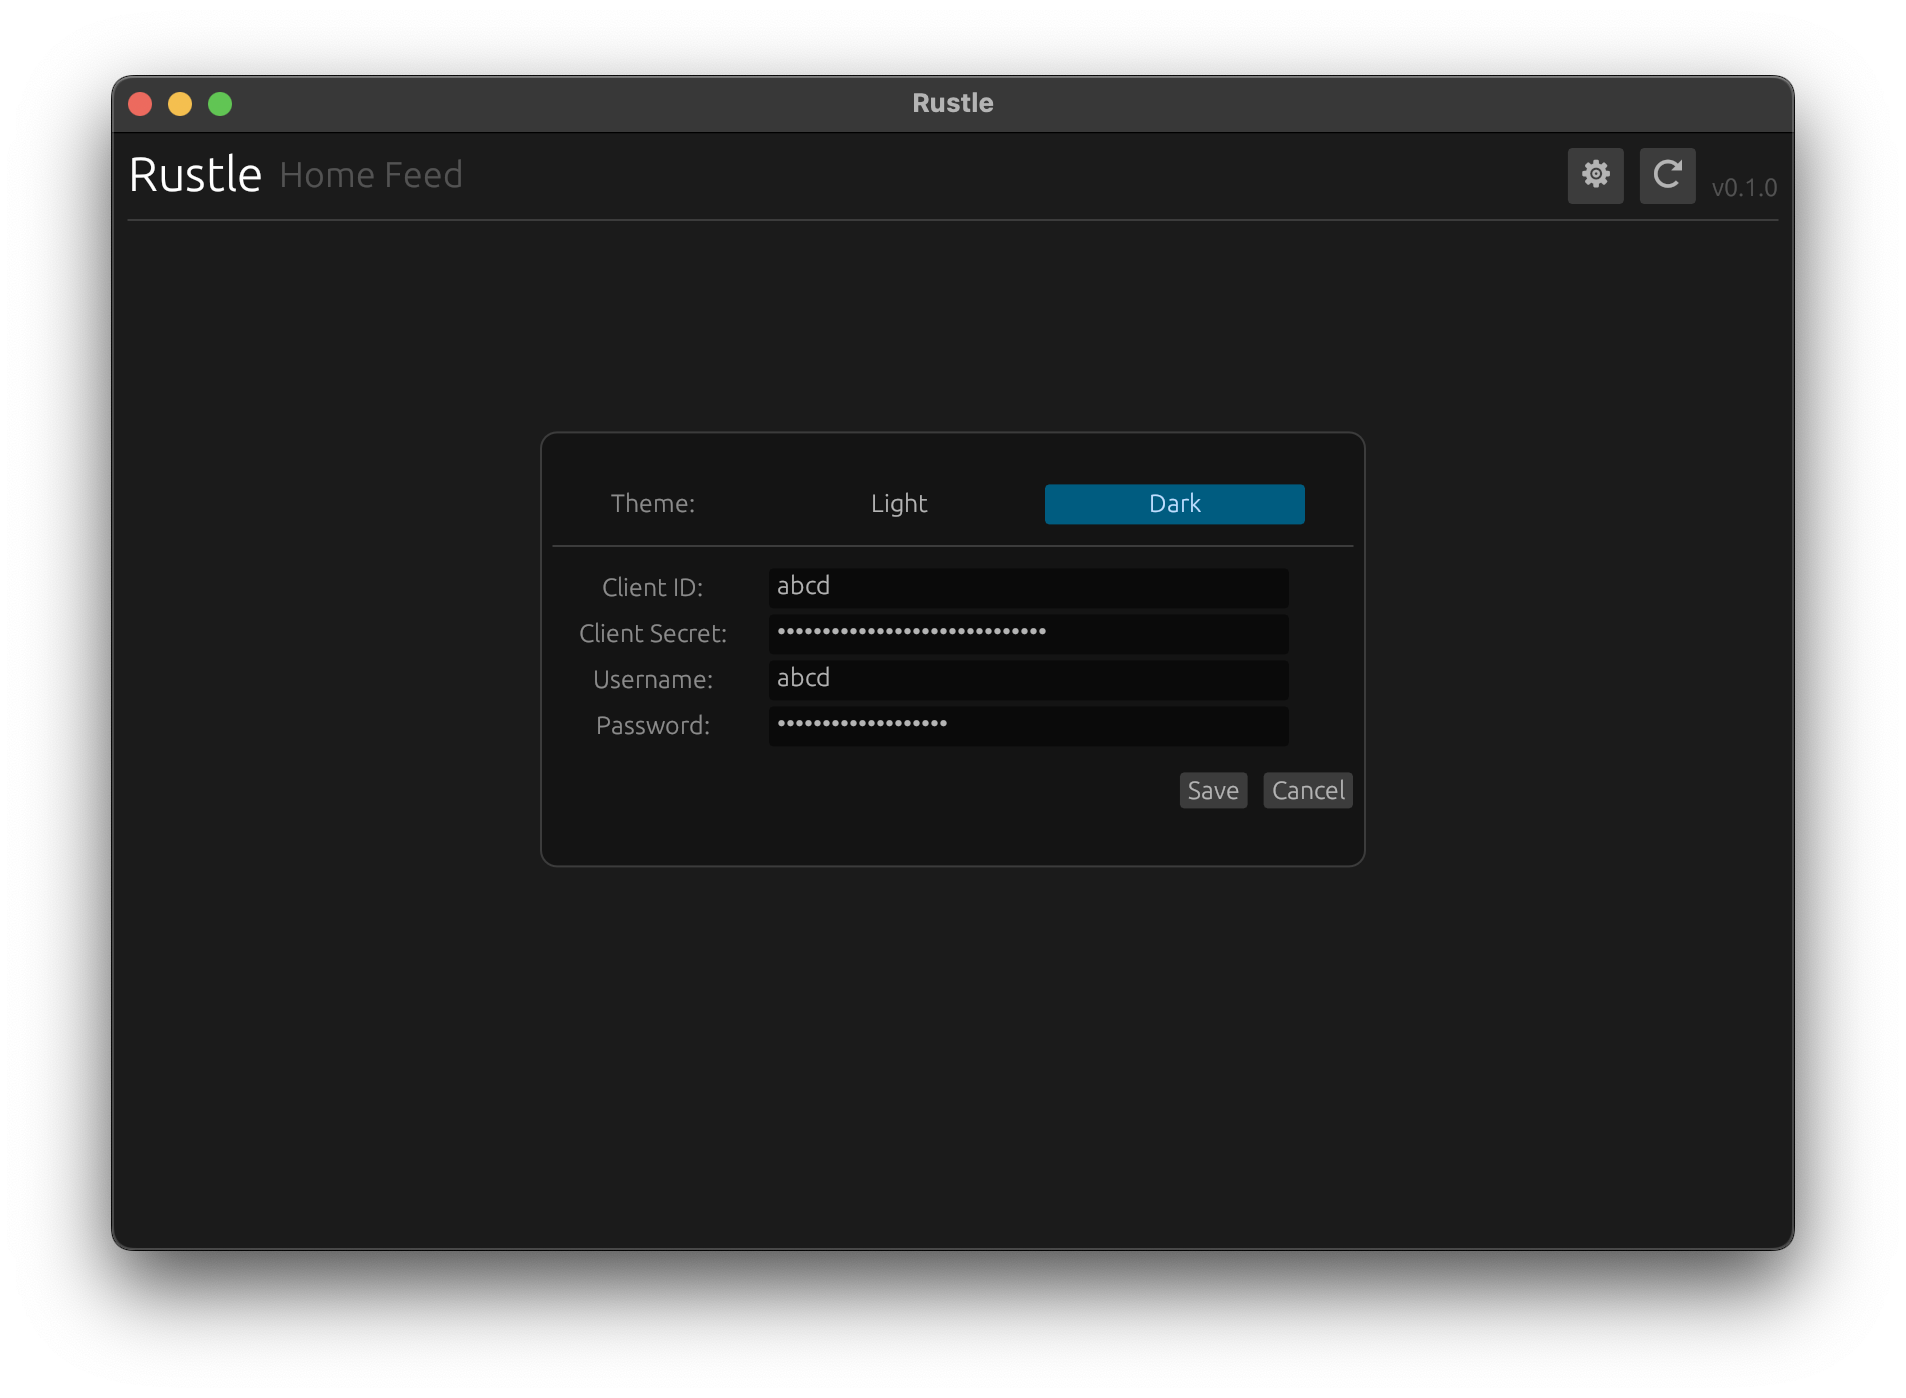 Rustle
Rustle Home Feed v0.1.0
Theme: Light Dark
Client ID: abcd
Client Secret: ••••••••••••••••••••••••••••••
Username: abcd
Password: •••••••••••••••••••
Save Cancel